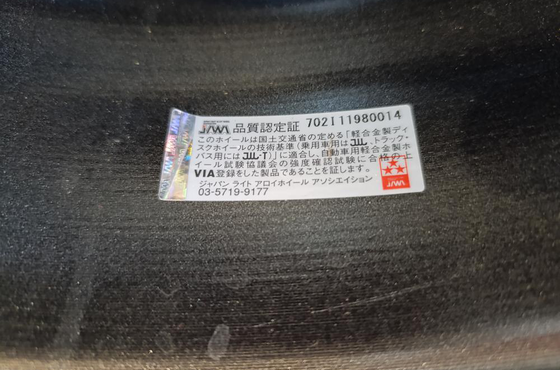 JAWA 品質認定証 702111980014
このホイールは国土交通省の定める「軽合金製ディ
スクホイールの技術基準(乗用車用はJWL、トラック・
バス用にはJWL-T)」に適合し、自動車用軽合金製ホ
イール試験協議会の強度確認試験に合格の上
VIA登録をした製品であることを証します。
ジャパン ライト アロイホイール アソシエイション
03-5719-9177
JAWA